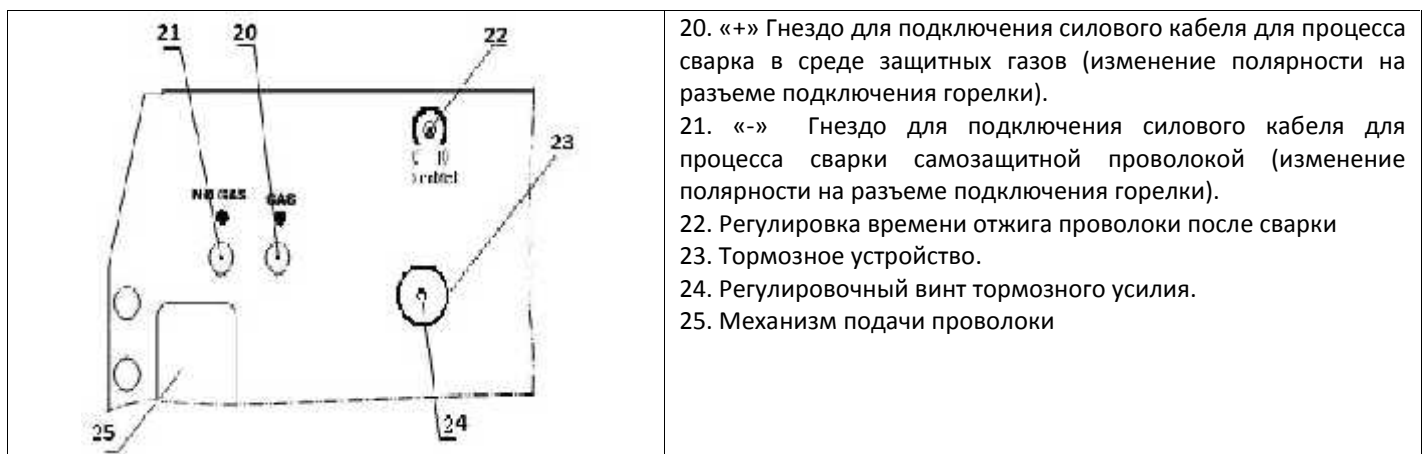 21 20 22
23
NO GAS GAS
25 24
20. «+» Гнездо для подключения силового кабеля для процесса
сварка в среде защитных газов (изменение полярности на
разъеме подключения горелки).
21. «-» Гнездо для подключения силового кабеля для
процесса сварки самозащитной проволокой (изменение
полярности на разъеме подключения горелки).
22. Регулировка времени отжига проволоки после сварки
23. Тормозное устройство.
24. Регулировочный винт тормозного усилия.
25. Механизм подачи проволоки